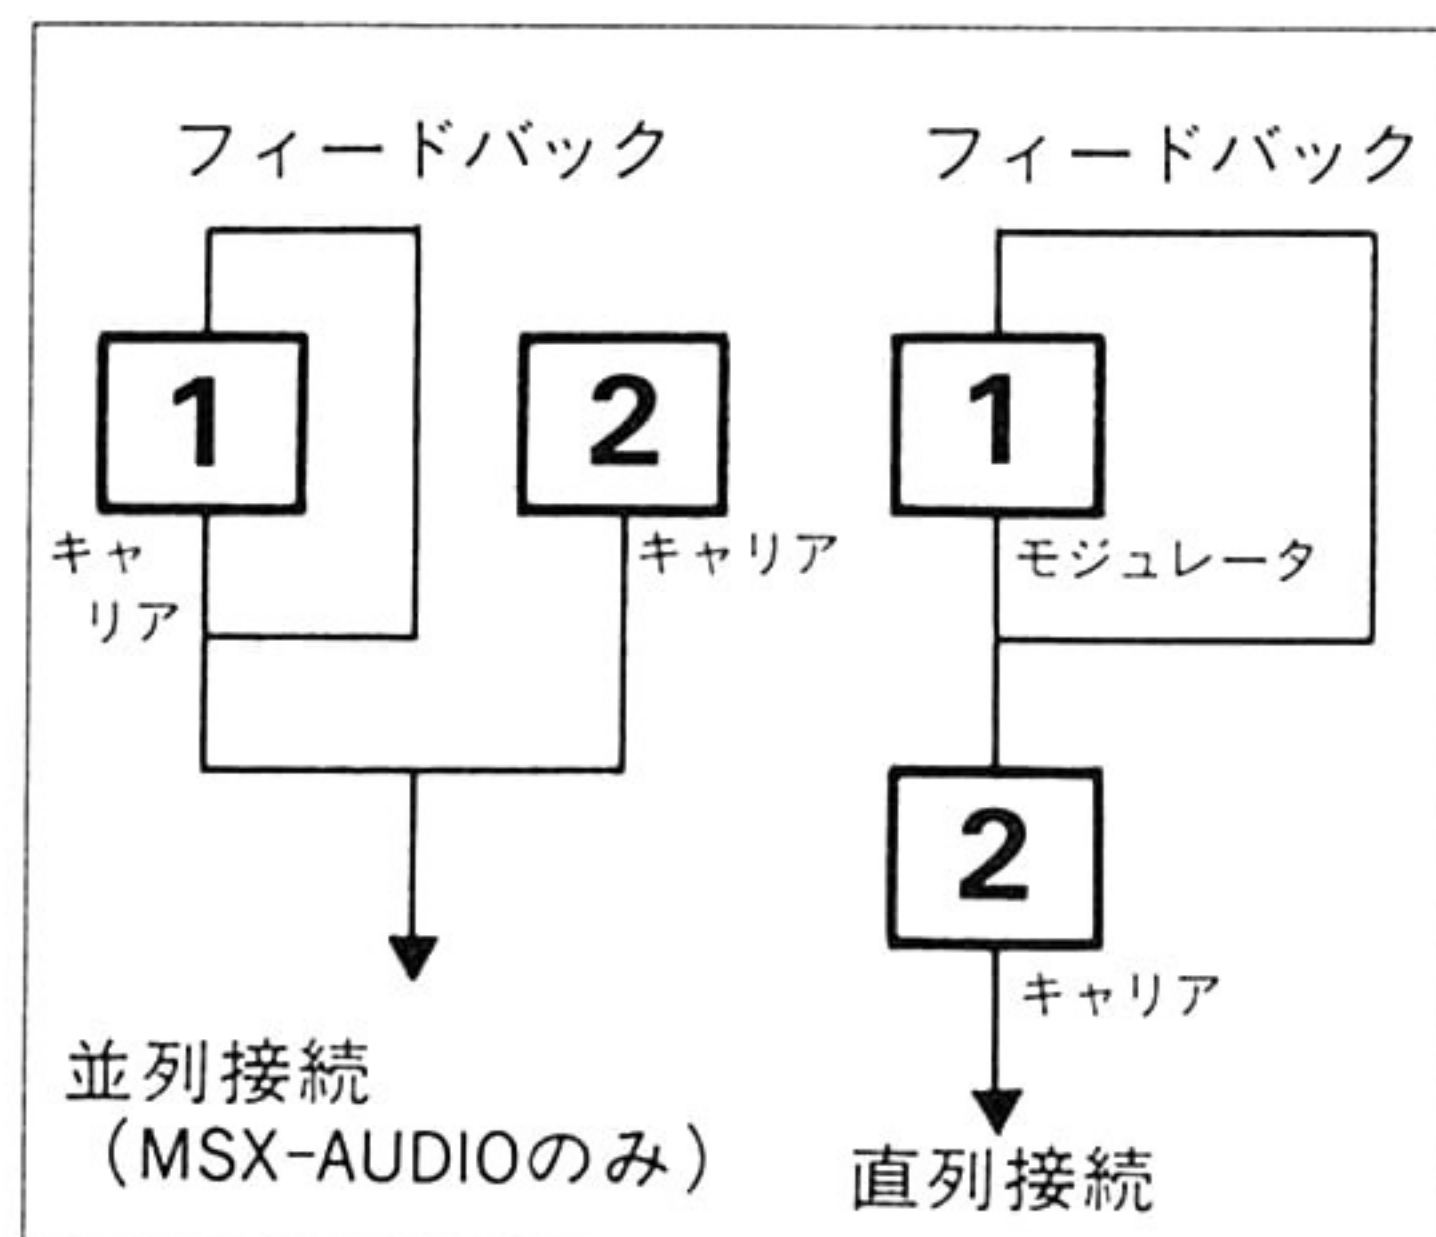 フィードバック
1
キャ
リア
2
キャリア
並列接続
（MSX-AUDIOのみ）
フィードバック
1
モジュレータ
2
キャリア
直列接続